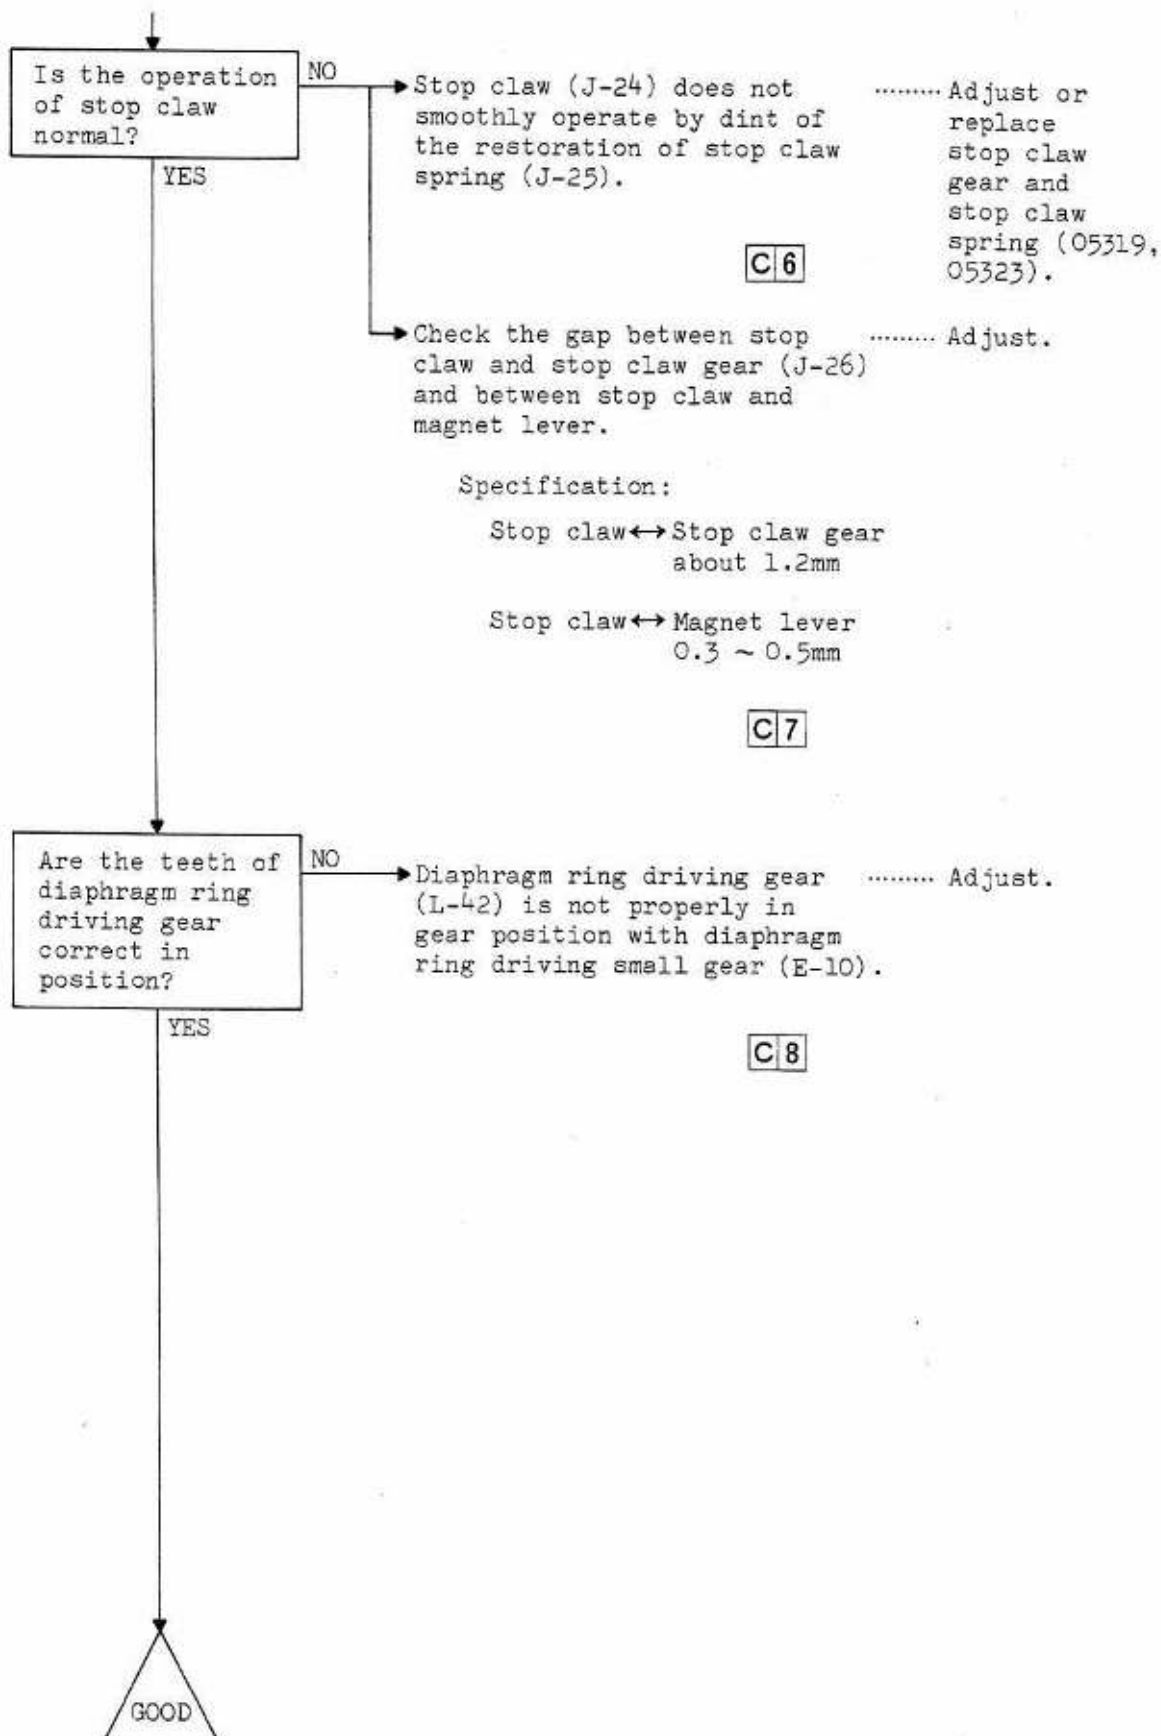 Is the operation
of stop claw
normal?
NO
YES
Stop claw (J-24) does not
smoothly operate by dint of
the restoration of stop claw
spring (J-25).
......... Adjust or
replace
stop claw
gear and
stop claw
spring (05319,
05323).
C 6
Check the gap between stop
claw and stop claw gear (J-26)
and between stop claw and
magnet lever.
......... Adjust.
Specification:
Stop claw↔Stop claw gear
about 1.2mm
Stop claw↔Magnet lever
0.3 ~ 0.5mm
C 7
Are the teeth of
diaphragm ring
driving gear
correct in
position?
NO
YES
Diaphragm ring driving gear
(L-42) is not properly in
gear position with diaphragm
ring driving small gear (E-10).
......... Adjust.
C 8
GOOD